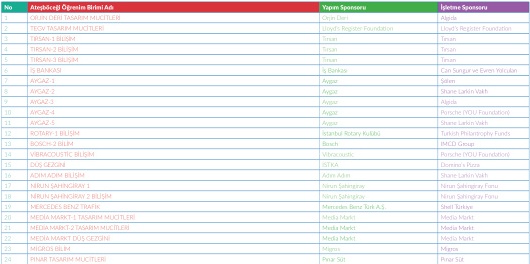 No Ateşböceği Öğrenim Birimi Adı Yapım Sponsoru İşletme Sponsoru
1 ORJİN DERİ TASARIM MUCİTLERİ Orjin Deri Algida
2 TEGV TASARIM MUCİTLERİ Lloyd's Register Foundation Lloyd's Register Foundation
3 TIRSAN-1 BİLİŞİM Tırsan Tırsan
4 TIRSAN-2 BİLİŞİM Tırsan Tırsan
5 TIRSAN-3 BİLİŞİM Tırsan Tırsan
6 İŞ BANKASI İş Bankası Can Sungur ve Evren Yolcuları
7 AYGAZ-1 Aygaz Şölen
8 AYGAZ-2 Aygaz Share Larkin Vakfı
9 AYGAZ-3 Aygaz Algida
10 AYGAZ-4 Aygaz Porsche (YDU Foundation)
11 AYGAZ-5 Aygaz Share Larkin Vakfı
12 ROTARY-1 BİLİŞİM İstanbul Rotary Kulübü Turkish Philantrophy Funds
13 BOSCH-2 BİLİM Bosch IMCD Group
14 VİBRACOUSTİC BİLİŞİM Vibracoustic Porsche (YOU Foundation)
15 DÜŞ GEZGİNİ İSTKA Domino's Pizza
16 ADIM ADIM BİLİŞİM Adım Adım Share Larkin Vakfı
17 NİRUN ŞAHİNGİRAY 1 Nirun Şahingiray Nirun Şahingiray Fonu
18 NİRUN ŞAHİNGİRAY 2 BİLİŞİM Nirun Şahingiray Nirun Şahingiray Fonu
19 MERCEDES BENZ TRAFİK Mercedes Benz Türk A.Ş. Shell Türkiye
20 MEDIA MARKT-1 TASARIM MUCİTLERİ Media Markt Media Markt
21 MEDIA MARKT-2 TASARIM MUCİTLERİ Media Markt Media Markt
22 MEDIA MARKT DÜŞ GEZGİNİ Media Markt Media Markt
23 MİGROS BİLİM Migros Migros
24 PINAR TASARIM MUCİTLERİ Pınar Süt Pınar Süt